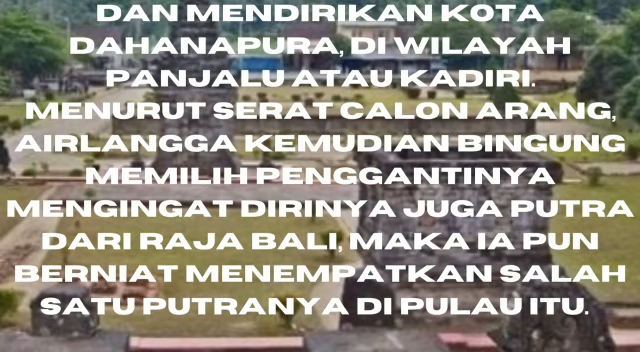 DAN MENDIRIKAN KOTA
DAHANAPURA, DI WILAYAH
PANJALU ATAU KADIRI.
MENURUT SERAT CALON ARANG,
AIRLANGGA KEMUDIAN BINGUNG
MEMILIH PENGGANTINYA
MENGINGAT DIRINYA JUGA PUTRA
DARI RAJA BALI, MAKA IA PUN
BERNIAT MENEMPATKAN SALAH
SATU PUTRANYA DI PULAU ITU.